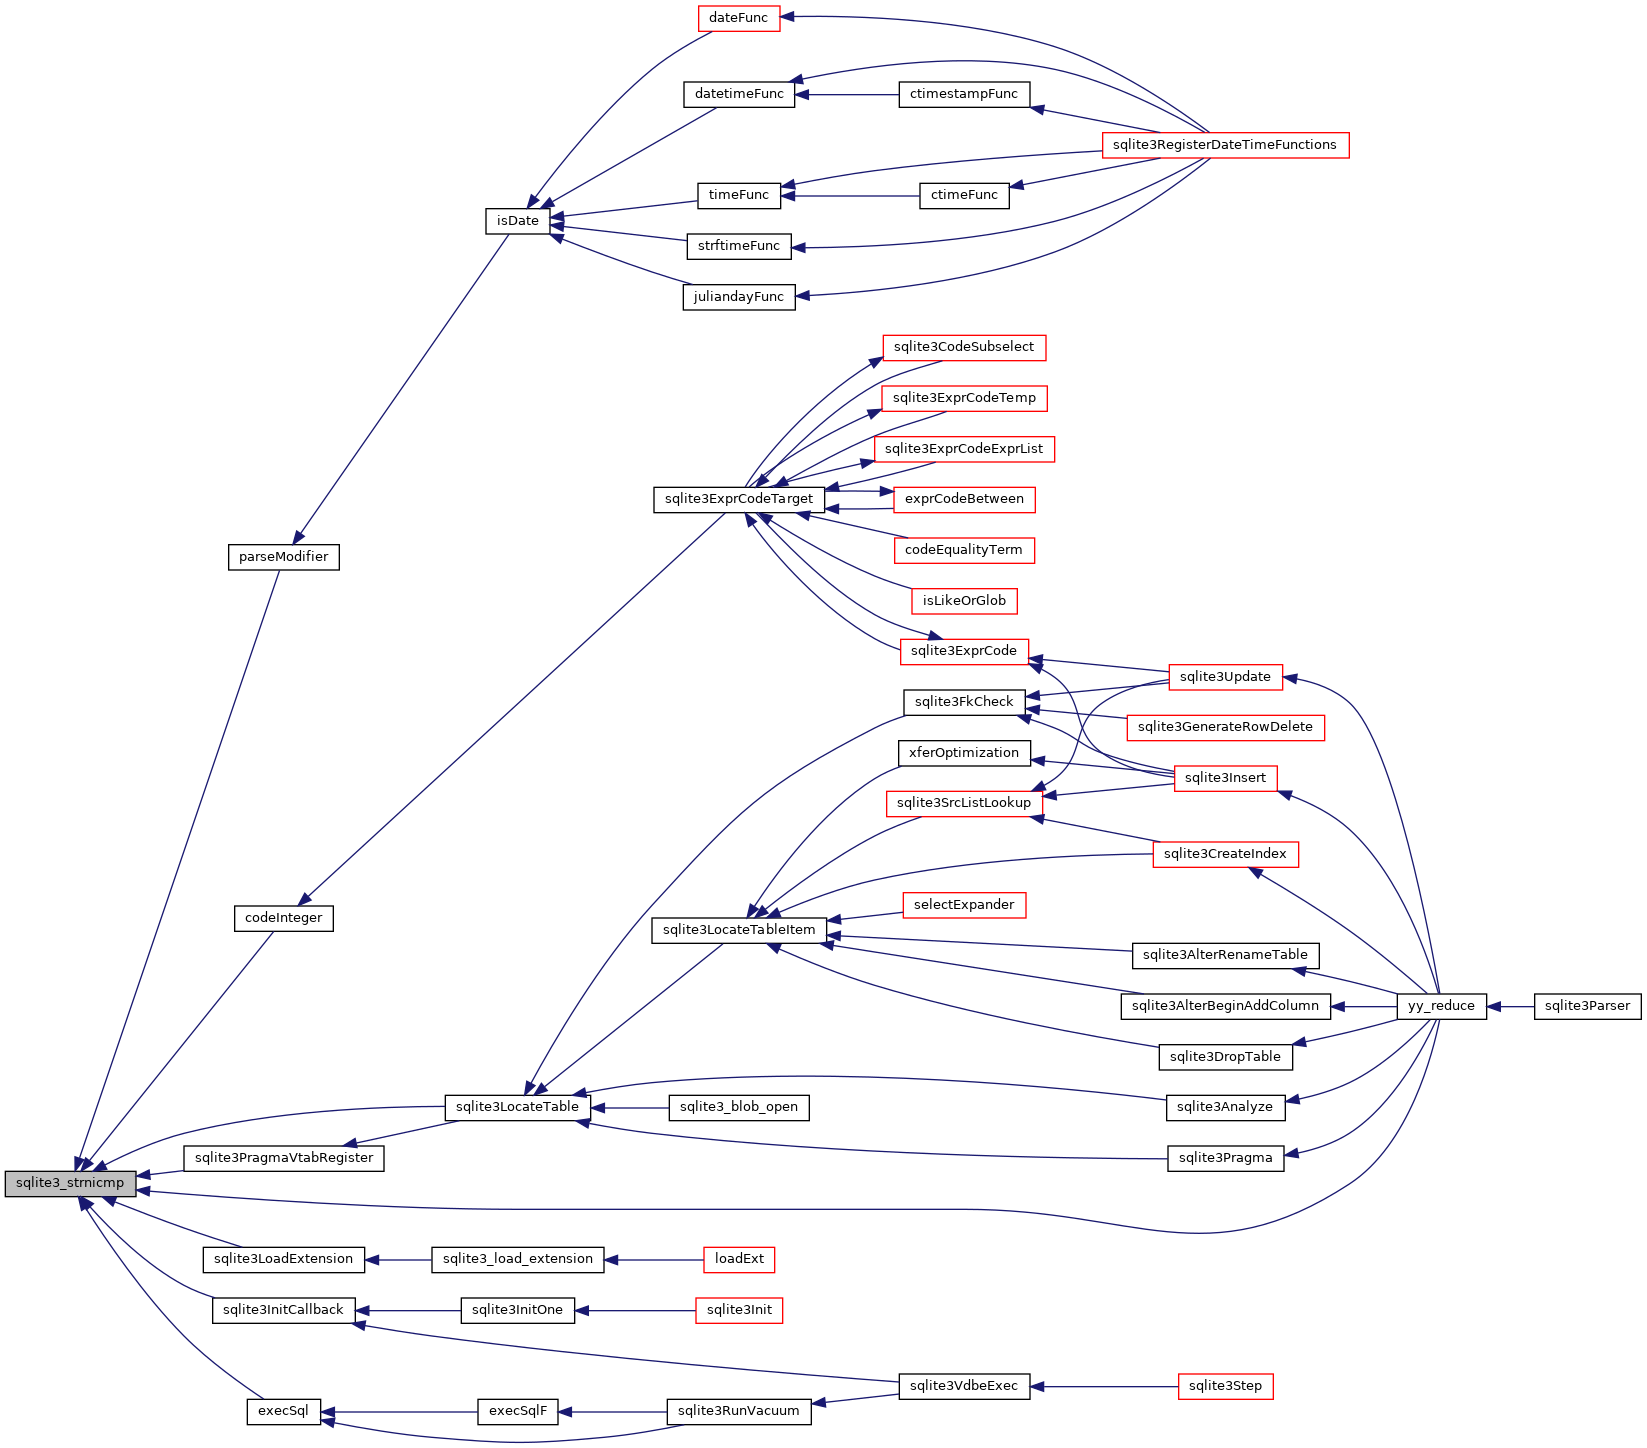 dateFunc
datetimeFunc
ctimestampFunc
sqlite3RegisterDateTimeFunctions
timeFunc
ctimeFunc
isDate
strftimeFunc
juliandayFunc
sqlite3CodeSubselect
sqlite3ExprCodeTemp
sqlite3ExprCodeExprList
sqlite3ExprCodeTarget
exprCodeBetween
codeEqualityTerm
parseModifier
isLikeOrGlob
sqlite3ExprCode
sqlite3Update
sqlite3FkCheck
sqlite3GenerateRowDelete
xferOptimization
sqlite3Insert
sqlite3SrcListLookup
sqlite3CreateIndex
codeInteger
selectExpander
sqlite3LocateTableItem
sqlite3AlterRenameTable
sqlite3AlterBeginAddColumn
yy_reduce
sqlite3Parser
sqlite3DropTable
sqlite3LocateTable
sqlite3_blob_open
sqlite3Analyze
sqlite3PragmaVtabRegister
sqlite3Pragma
sqlite3_strnicmp
sqlite3LoadExtension
sqlite3_load_extension
loadExt
sqlite3InitCallback
sqlite3InitOne
sqlite3Init
sqlite3VdbeExec
sqlite3Step
execSql
execSqlF
sqlite3RunVacuum